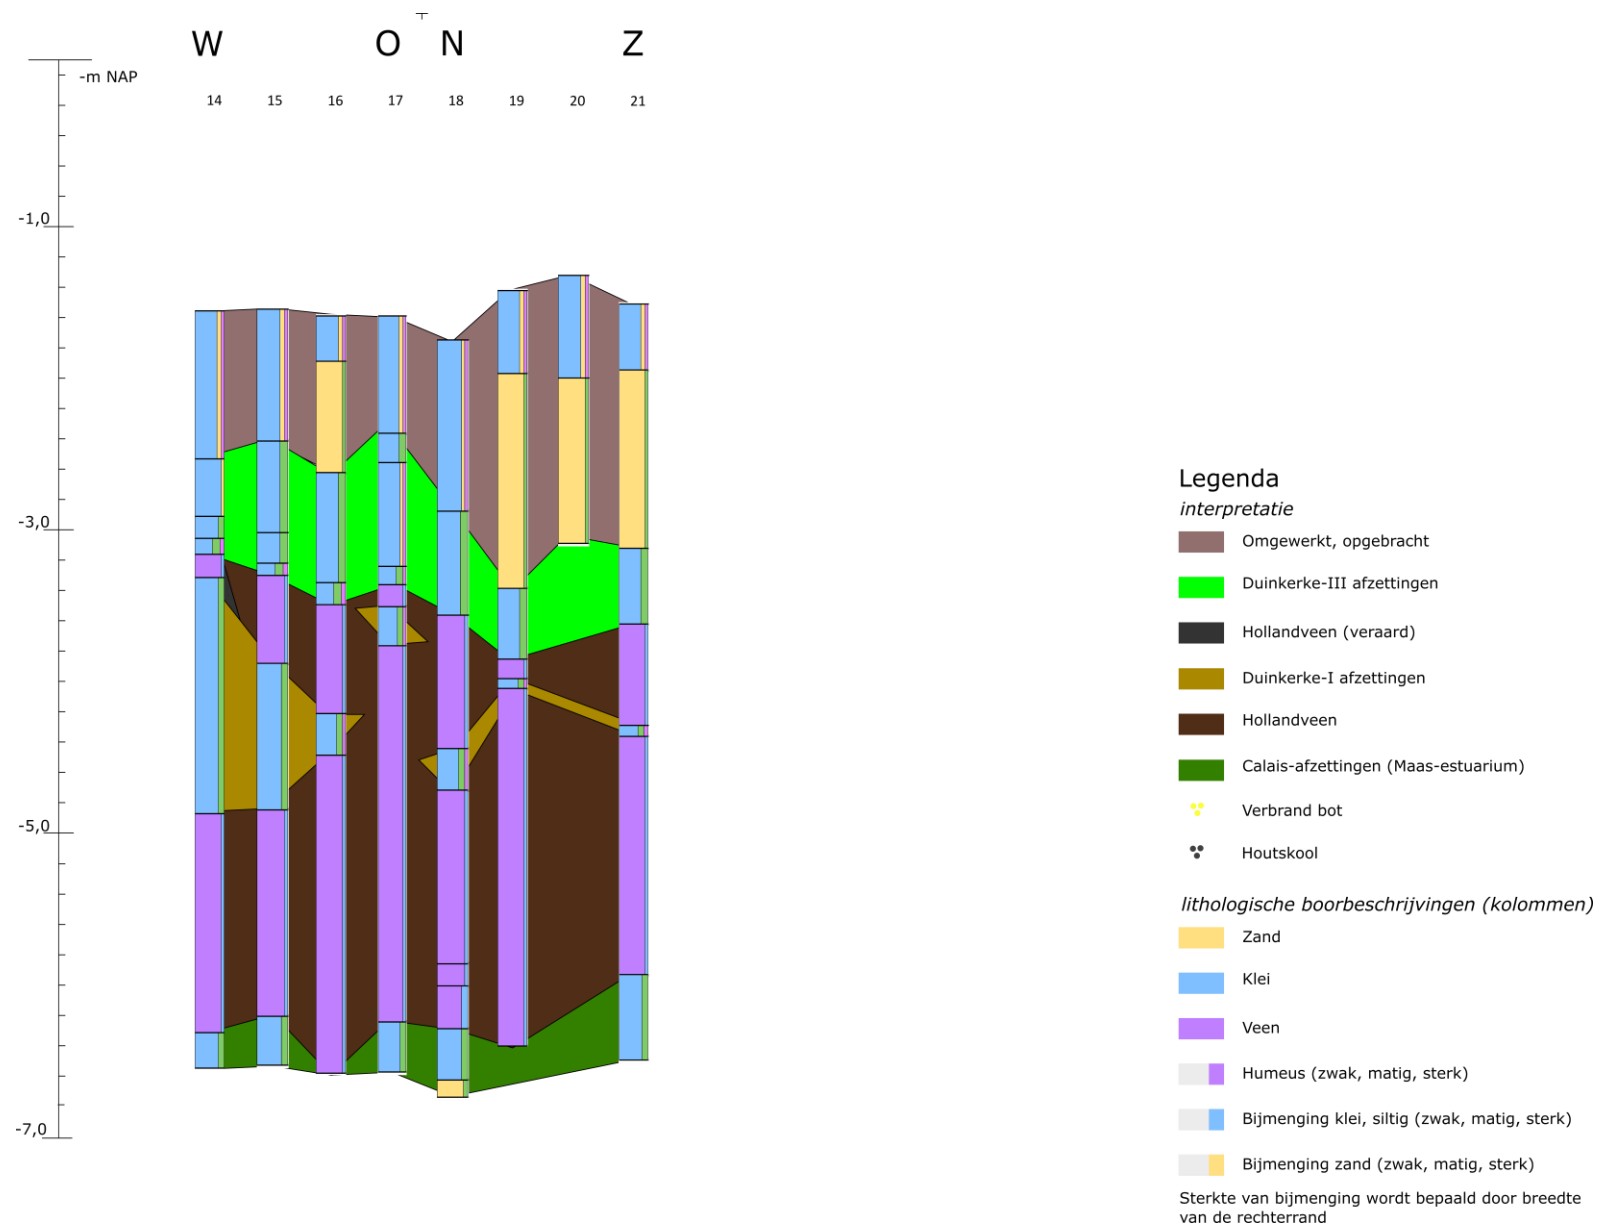 W O N Z
-m NAP
14 15 16 17 18 19 20 21
-1,0
-3,0
-5,0
-7,0
Legenda
interpretatie
Omgewerkt, opgebracht
Duinkerke-III afzettingen
Hollandveen (veraard)
Duinkerke-I afzettingen
Hollandveen
Calais-afzettingen (Maas-estuarium)
Verbrand bot
Houtskool
lithologische boorbeschrijvingen (kolommen)
Zand
Klei
Veen
Humeus (zwak, matig, sterk)
Bijmenging klei, siltig (zwak, matig, sterk)
Bijmenging zand (zwak, matig, sterk)
Sterkte van bijmenging wordt bepaald door breedte
van de rechterrand